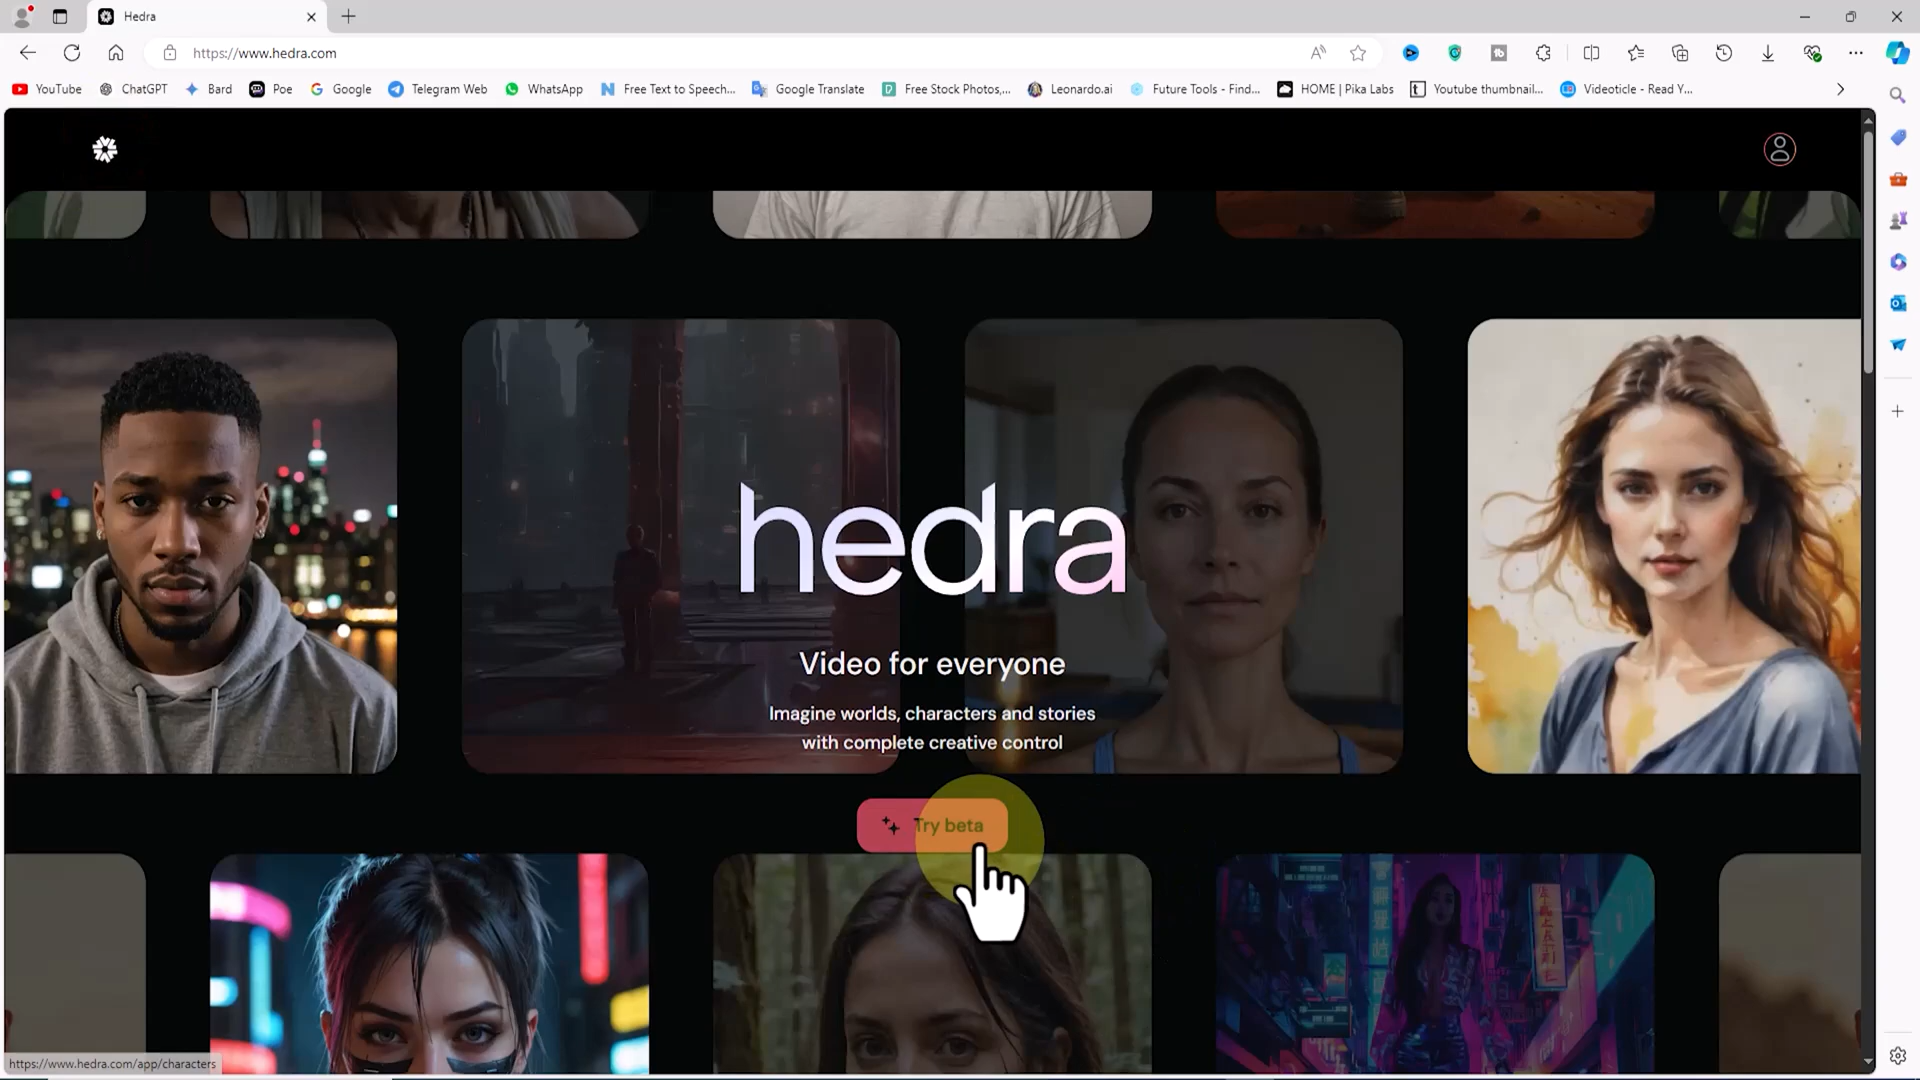 Hedra
https://www.hedra.com
YouTube
ChatGPT
Bard
Poe
Google
Telegram Web
WhatsApp
Free Text to Speech...
Google Translate
Free Stock Photos,...
Leonardo.ai
Future Tools - Find...
HOME | Pika Labs
Youtube thumbnail...
Videoticle - Read Y...
hedra
Video for everyone
Imagine worlds, characters and stories
with complete creative control
Try beta
https://www.hedra.com/app/characters